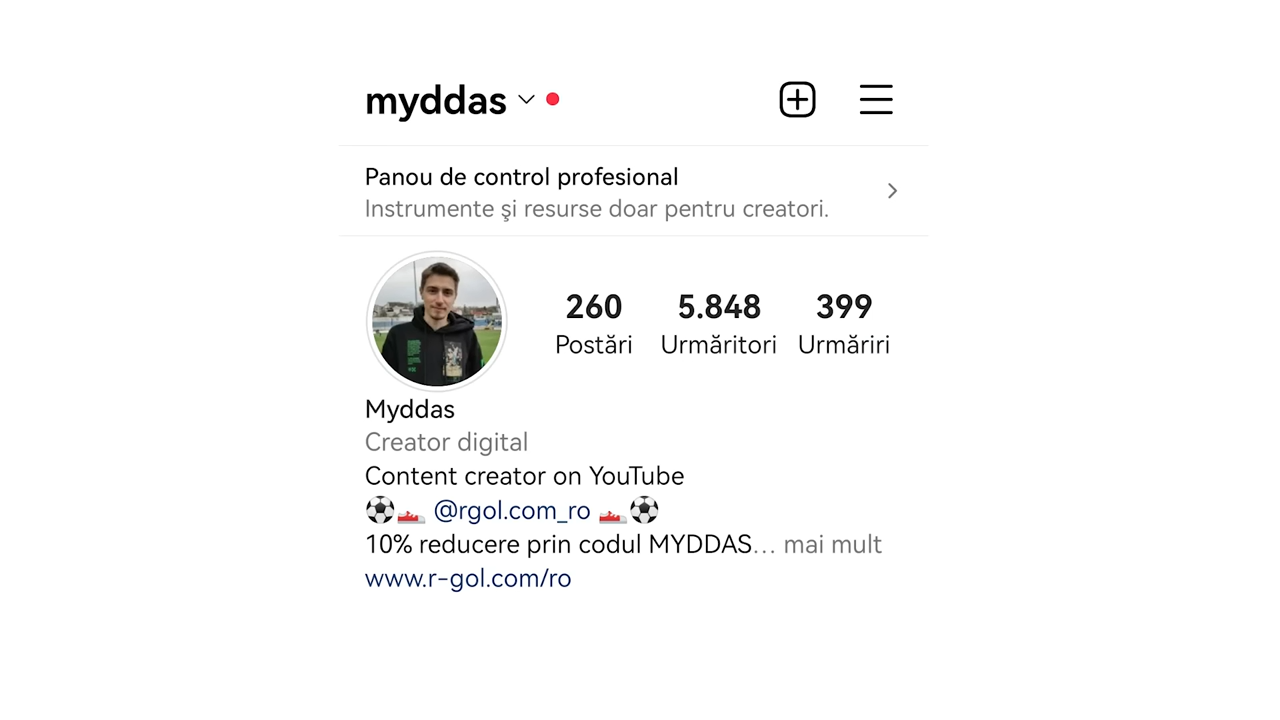 myddas
Panou de control profesional
Instrumente și resurse doar pentru creatori.
260 5.848 399
Postări Urmăritori Urmăriri
Myddas
Creator digital
Content creator on YouTube
⚽👟 @rgol.com_ro 👟⚽
10% reducere prin codul MYDDAS… mai mult
www.r-gol.com/ro